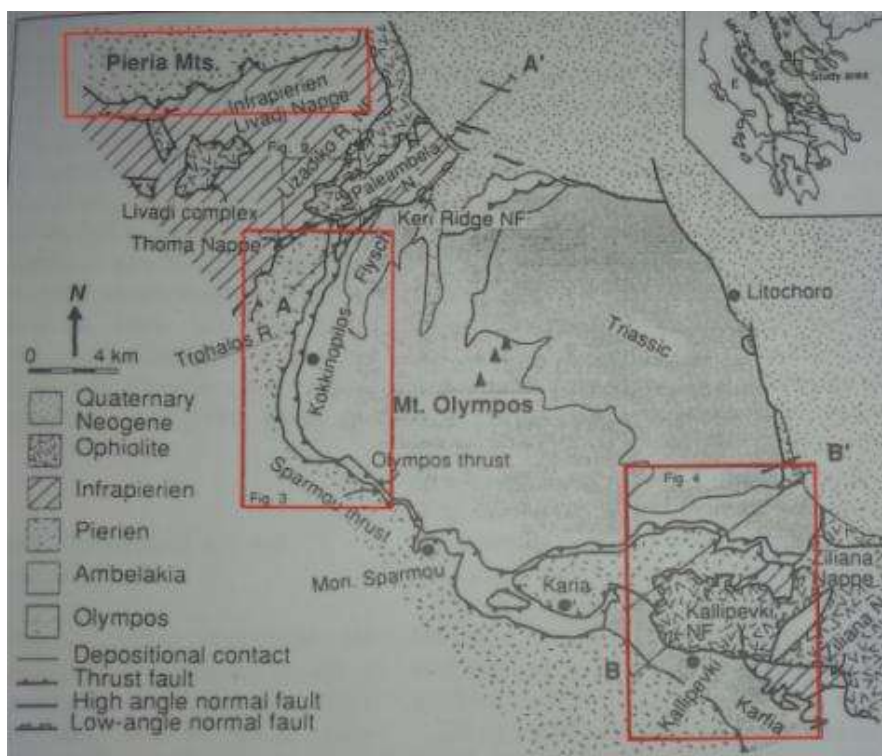 Pieria Mts.
A'
Infrapierien
Livadi Nappe
Study area
E
Lizadiko R. NF
Paleambela
N
Livadi complex
Keri Ridge NF
Thoma Nappe
Flysch
Litochoro
N
A
Trohalos R.
Kokkinopilos
Triassic
0 4 km
Mt. Olympos
Quaternary
Neogene
Ophiolite
Infrapierien
Pierien
Ambelakia
Olympos
Olympos thrust
B'
Fig. 3
Sparmou thrust
Fig. 4
Mon. Sparmou
Karia
Ziliana
Nappe
Kallipevki
NF
Ziliana
B
Kallipevki
Karlia
Depositional contact
Thrust fault
High angle normal fault
Low-angle normal fault